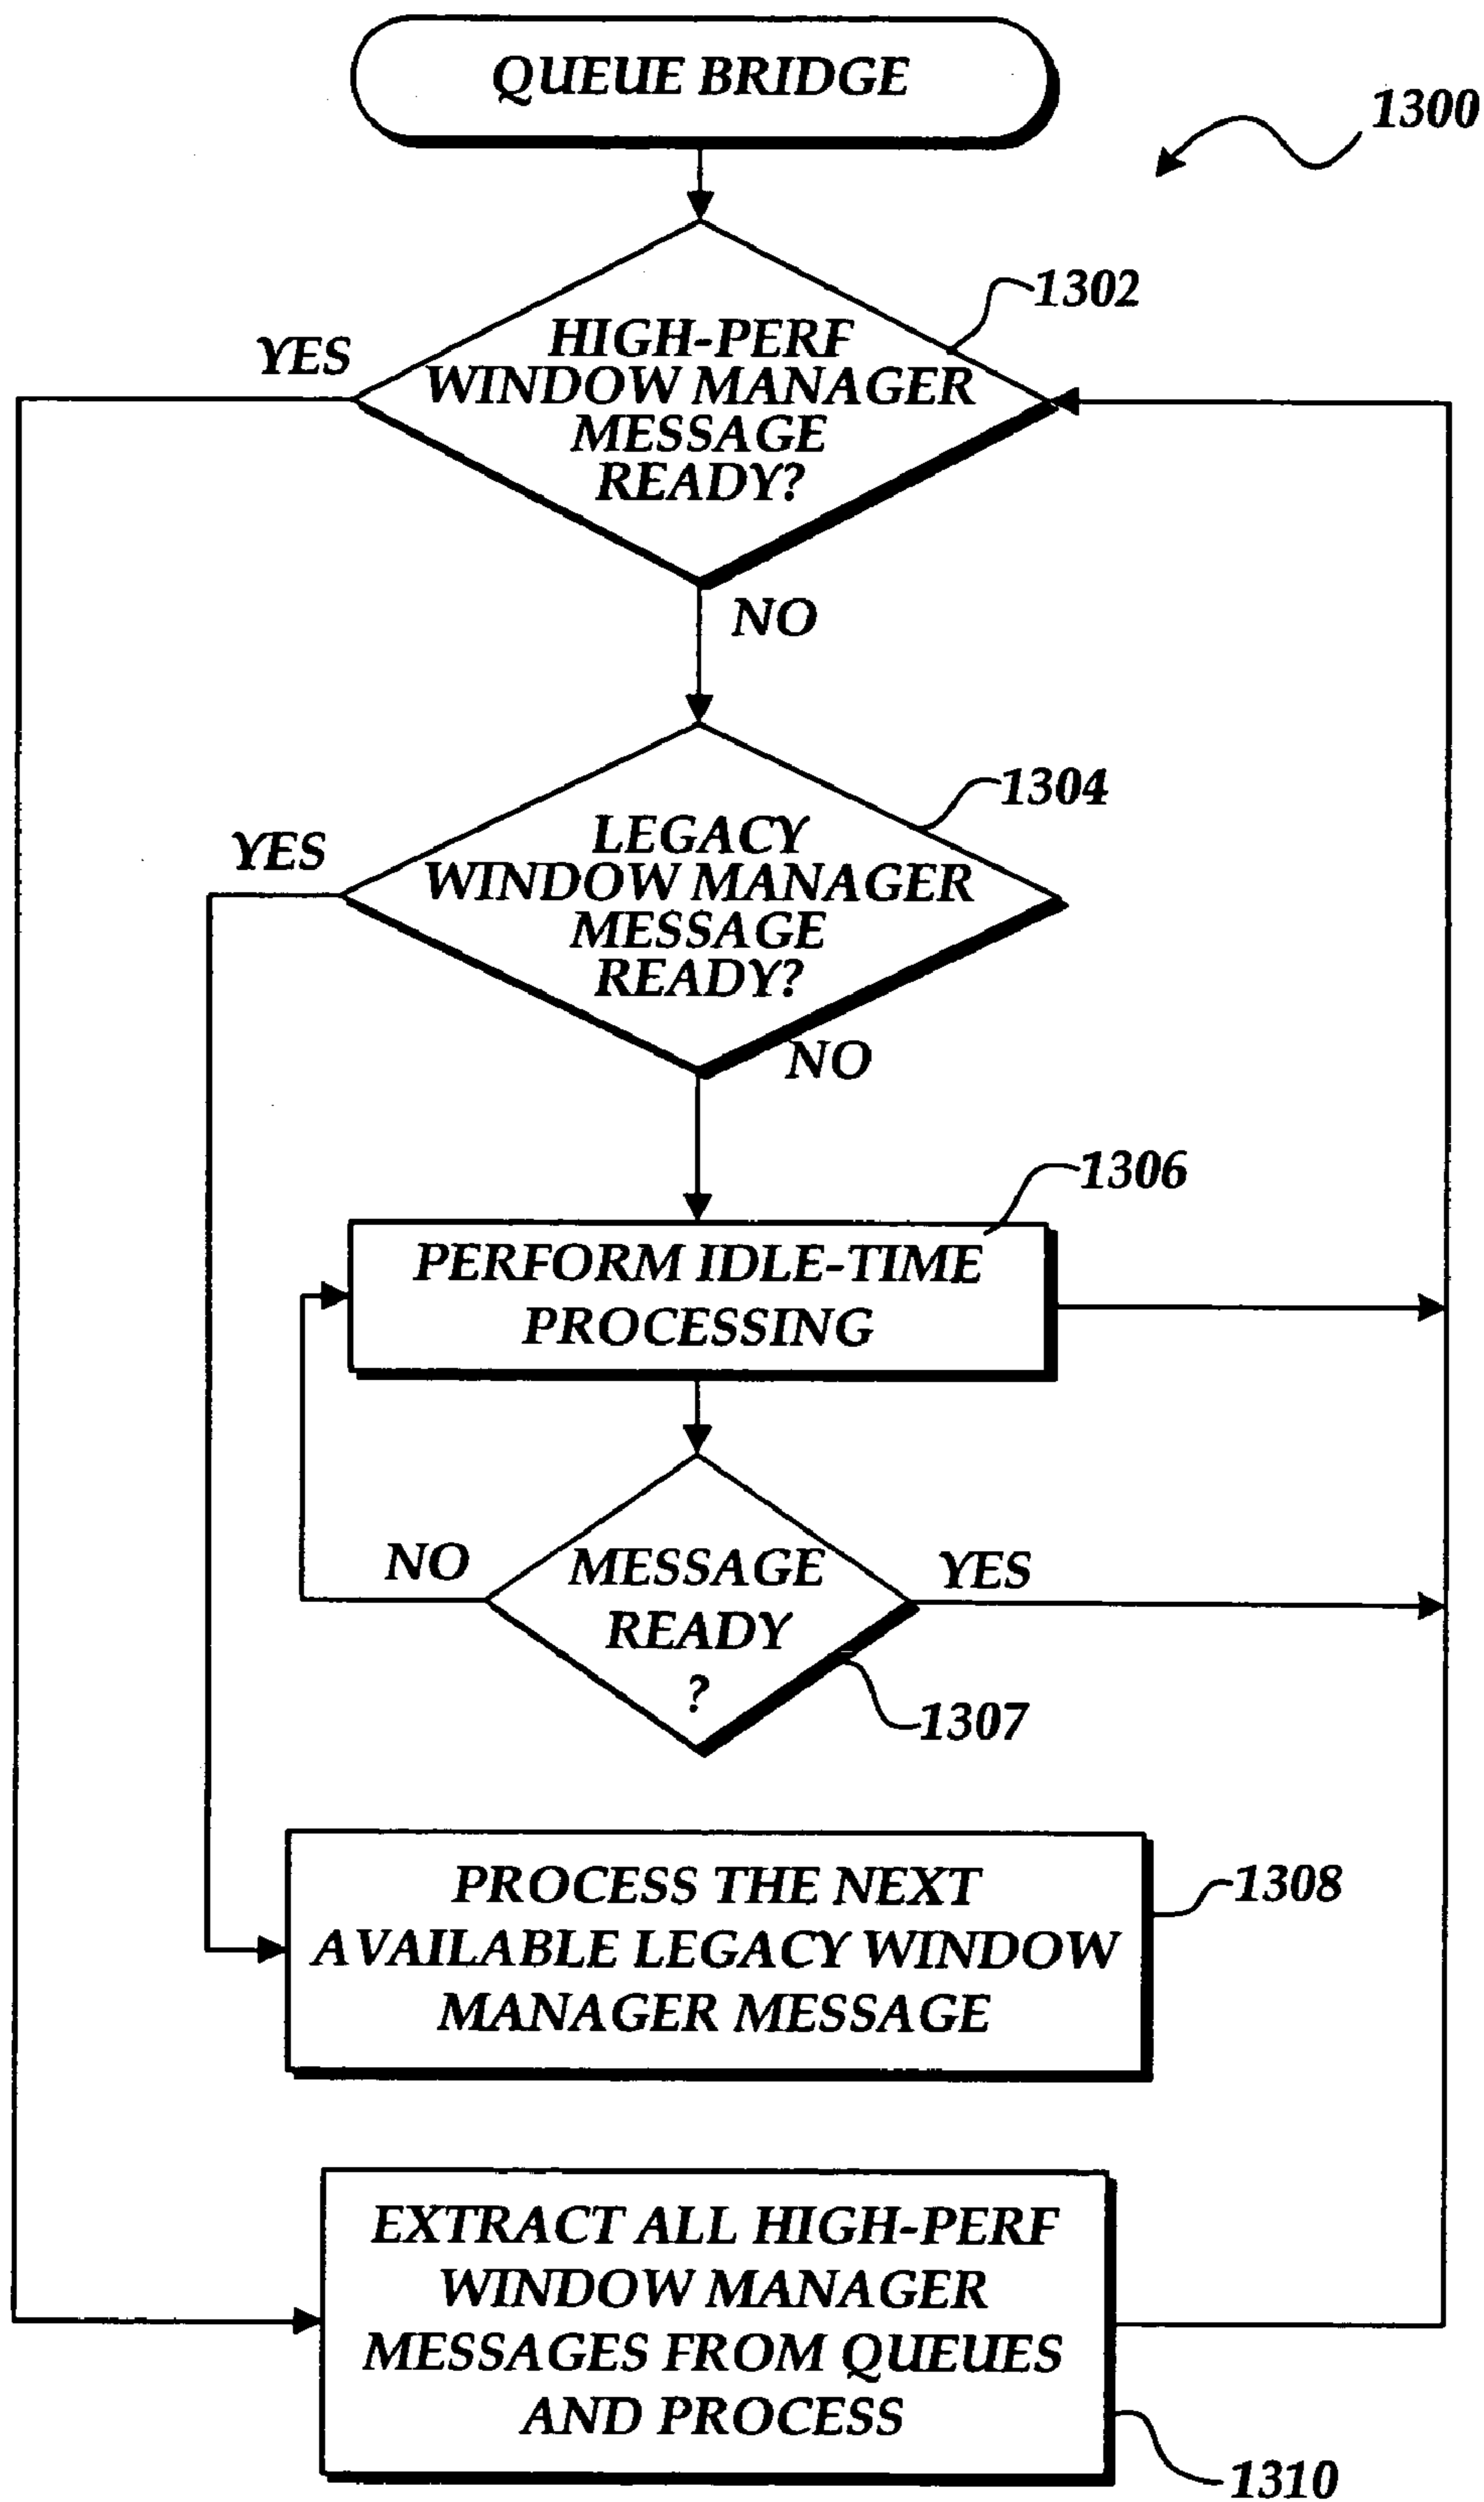 QUEUE BRIDGE
1300
1302
YES
HIGH-PERF
WINDOW MANAGER
MESSAGE
READY?
NO
1304
YES
LEGACY
WINDOW MANAGER
MESSAGE
READY?
NO
1306
PERFORM IDLE-TIME
PROCESSING
NO
MESSAGE
READY
?
YES
1307
PROCESS THE NEXT
AVAILABLE LEGACY WINDOW
MANAGER MESSAGE
1308
EXTRACT ALL HIGH-PERF
WINDOW MANAGER
MESSAGES FROM QUEUES
AND PROCESS
1310